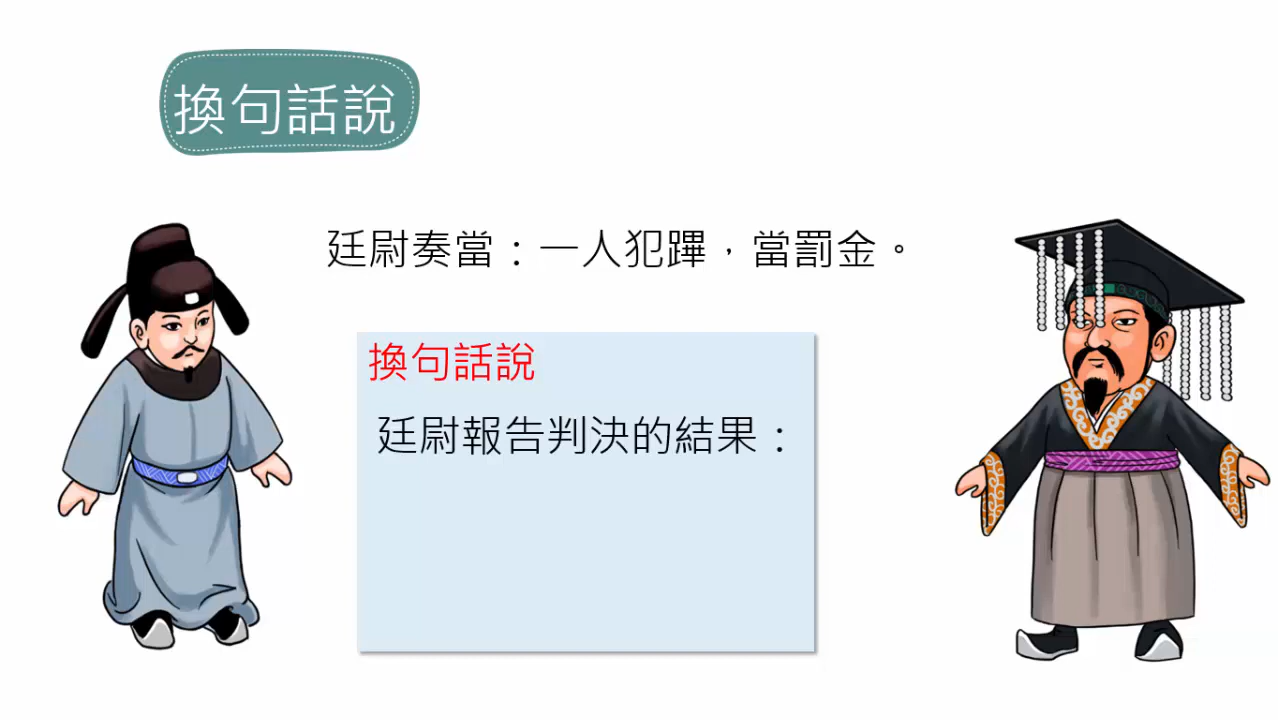 換句話說
廷尉奏當：一人犯蹕，當罰金。
換句話說
廷尉報告判決的結果：